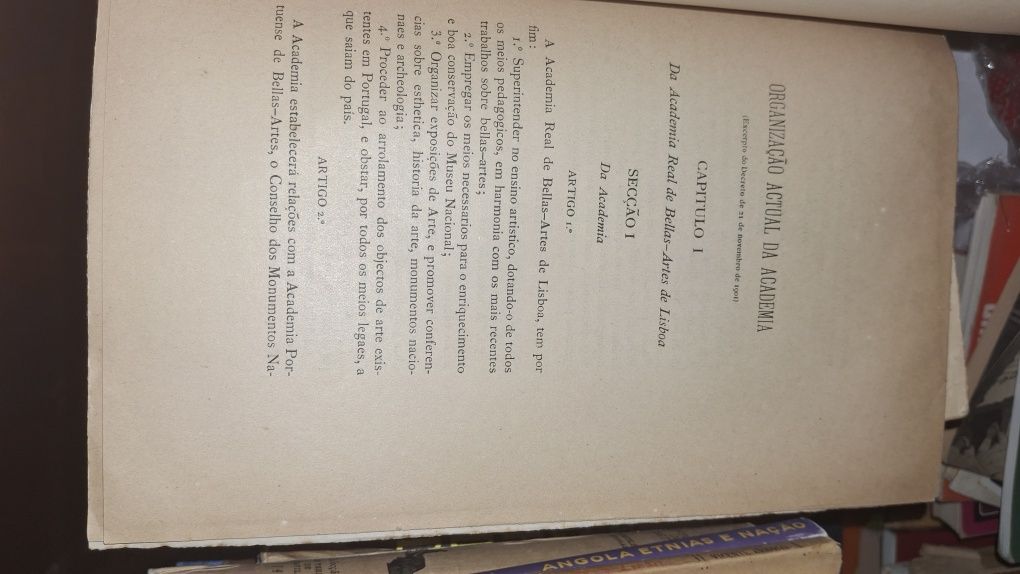 ORGANIZAÇÃO ACTUAL DA ACADEMIA
(Excerpto do Decreto de 21 de novembro de 1901)
CAPITULO I
Da Academia Real de Bellas-Artes de Lisboa
SECÇÃO I
Da Academia
ARTIGO 1.º
A Academia Real de Bellas-Artes de Lisboa, tem por
fim:
1.º Superintender no ensino artistico, dotando-o de todos
os meios pedagogicos, em harmonia com os mais recentes
trabalhos sobre bellas-artes;
2.º Empregar os meios necessarios para o enriquecimento
e boa conservação do Museu Nacional;
3.º Organizar exposições de Arte, e promover conferen-
cias sobre esthetica, historia da arte, monumentos nacio-
naes e archeologia;
4.º Proceder ao arrolamento dos objectos de arte exis-
tentes em Portugal, e obstar, por todos os meios legaes, a
que saiam do país.
ARTIGO 2.º
A Academia estabelecerá relações com a Academia Por-
tuense de Bellas-Artes, o Conselho dos Monumentos Na-
ANGOLA ETNIAS E NAÇÃO